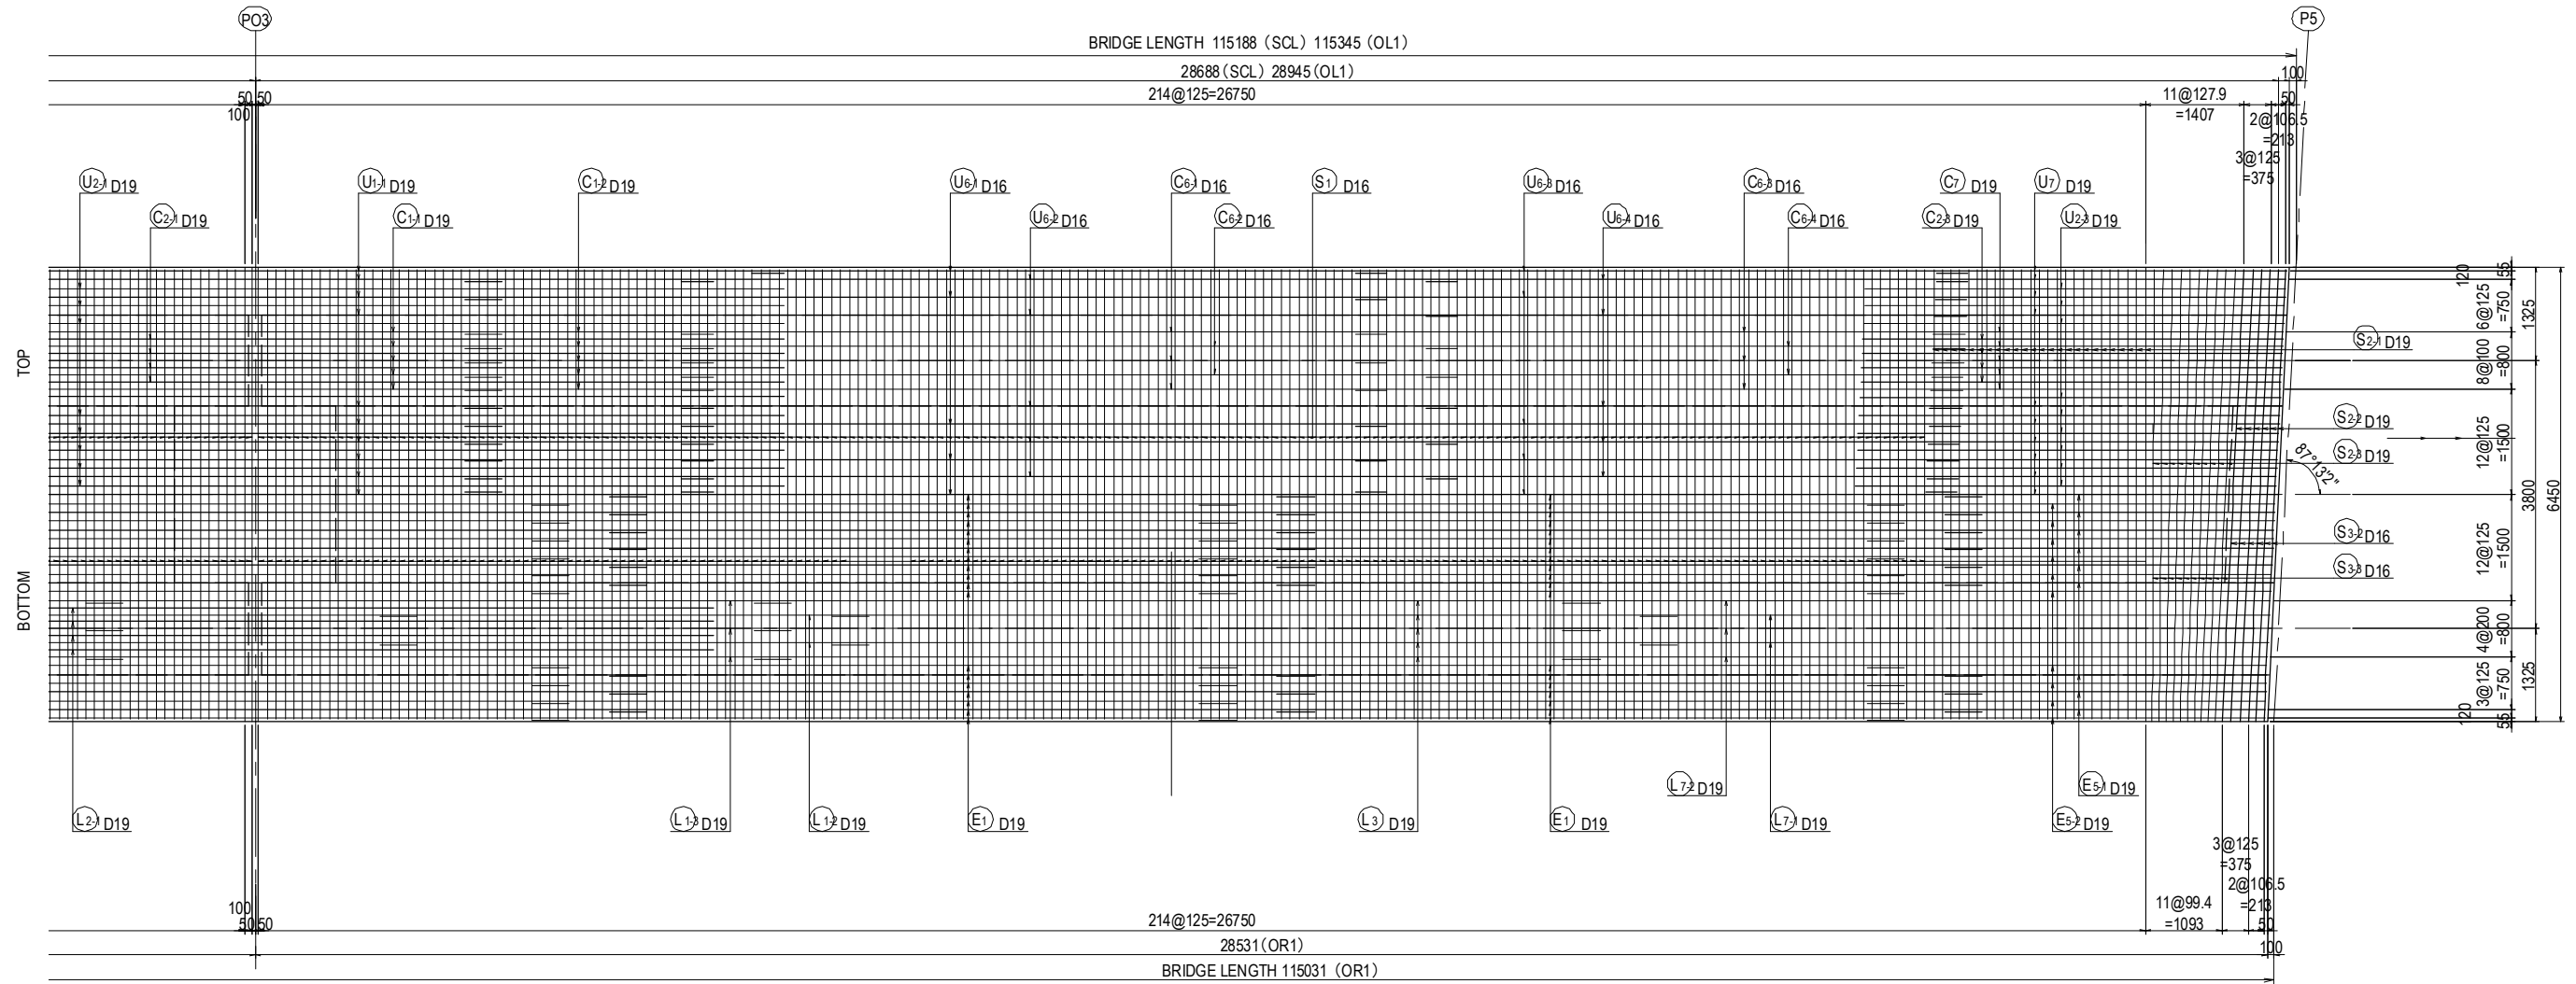 PO3
P5
BRIDGE LENGTH 115188 (SCL) 115345 (OL1)
28688(SCL) 28945(OL1)
100
50 50
214@125=26750
11@127.9
50
100
=1407
2@106.5
=213
3@125
=375
U2-1 D19
U1-1 D19
C1-2 D19
U6-1 D16
C6-1 D16
S1 D16
U6-3 D16
C6-3 D16
C7 D19
U7 D19
C2-1 D19
C1-1 D19
U6-2 D16
C6-2 D16
U6-4 D16
C6-4 D16
C2-3 D19
U2-3 D19
TOP
BOTTOM
S2-1 D19
S2-2 D19
S2-3 D19
87°13'2"
S3-2 D16
S3-3 D16
120
55
6@125
=750
1325
8@100
=800
12@125
=1500
3800
6450
12@125
=1500
4@200
=800
3@125
=750
1325
120
55
L7-2 D19
E5-1 D19
L2-1 D19
L1-3 D19
L1-2 D19
E1 D19
L3 D19
E1 D19
L7-1 D19
E5-2 D19
3@125
=375
2@106.5
=213
100
50 50
214@125=26750
11@99.4
=1093
50
28531(OR1)
100
BRIDGE LENGTH 115031 (OR1)